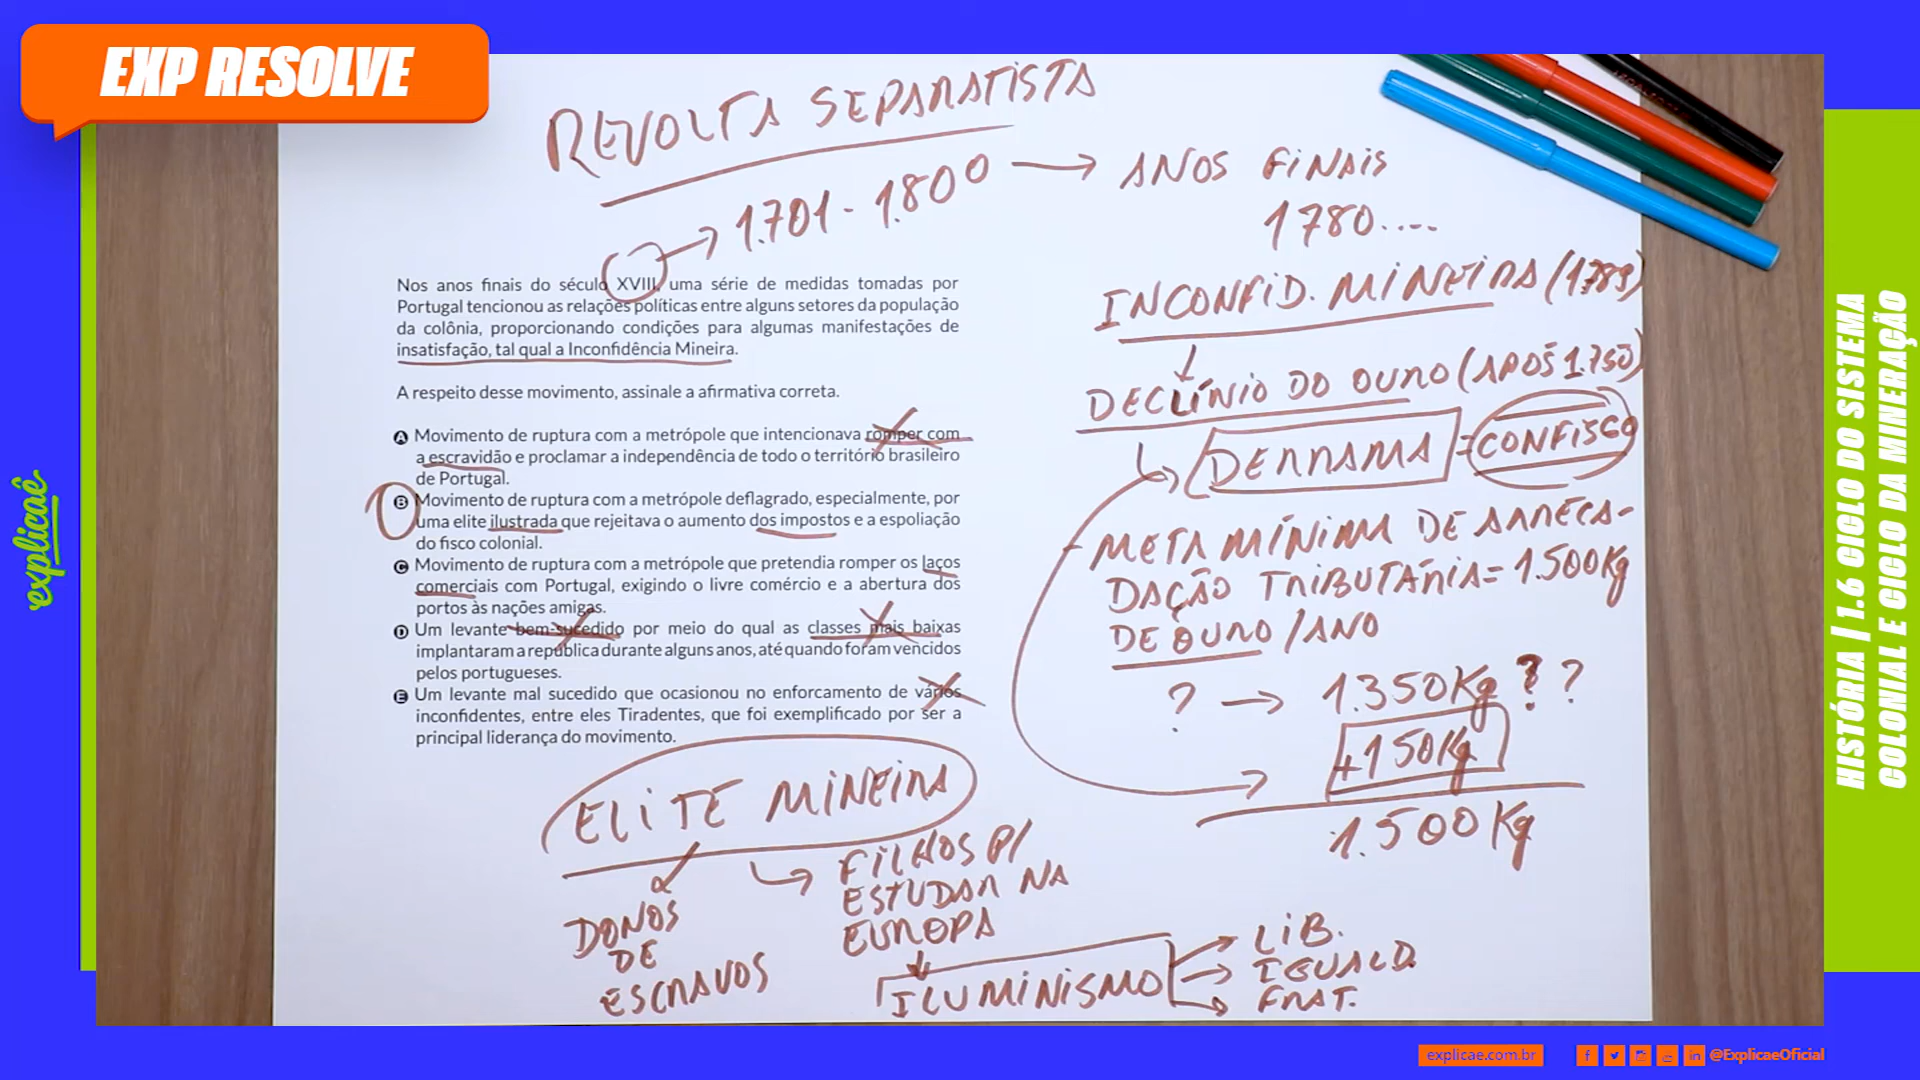 EXP RESOLVE
REVOLTA SEPARATISTA
→ 1.701 - 1.800 → ANOS FINAIS
1780....
Nos anos finais do século XVIII, uma série de medidas tomadas por
Portugal tencionou as relações políticas entre alguns setores da população
da colônia, proporcionando condições para algumas manifestações de
insatisfação, tal qual a Inconfidência Mineira.
A respeito desse movimento, assinale a afirmativa correta.
A Movimento de ruptura com a metrópole que intencionava romper com
a escravidão e proclamar a independência de todo o território brasileiro
de Portugal.
B Movimento de ruptura com a metrópole deflagrado, especialmente, por
uma elite ilustrada que rejeitava o aumento dos impostos e a espoliação
do fisco colonial.
C Movimento de ruptura com a metrópole que pretendia romper os laços
comerciais com Portugal, exigindo o livre comércio e a abertura dos
portos às nações amigas.
D Um levante bem-sucedido por meio do qual as classes mais baixas
implantaram a república durante alguns anos, até quando foram vencidos
pelos portugueses.
E Um levante mal sucedido que ocasionou no enforcamento de vários
inconfidentes, entre eles Tiradentes, que foi exemplificado por ser a
principal liderança do movimento.
INCONFID. MINEIRA (1789)
DECLÍNIO DO OURO (APÓS 1.750)
DERRAMA = CONFISCO
- META MÍNIMA DE ARRECA-
DAÇÃO TRIBUTÁRIA = 1.500Kg
DE OURO / ANO
? → 1.350Kg ? ?
+150Kg
1.500 Kg
ELITE MINEIRA
DONOS
DE
ESCRAVOS
FILHOS P/
ESTUDAR NA
EUROPA
ILUMINISMO
LIB.
IGUALD.
FRAT.
explicaê
HISTÓRIA | 1.6 CICLO DO SISTEMA
COLONIAL E CICLO DA MINERAÇÃO
explicae.com.br
@ExplicaeOficial